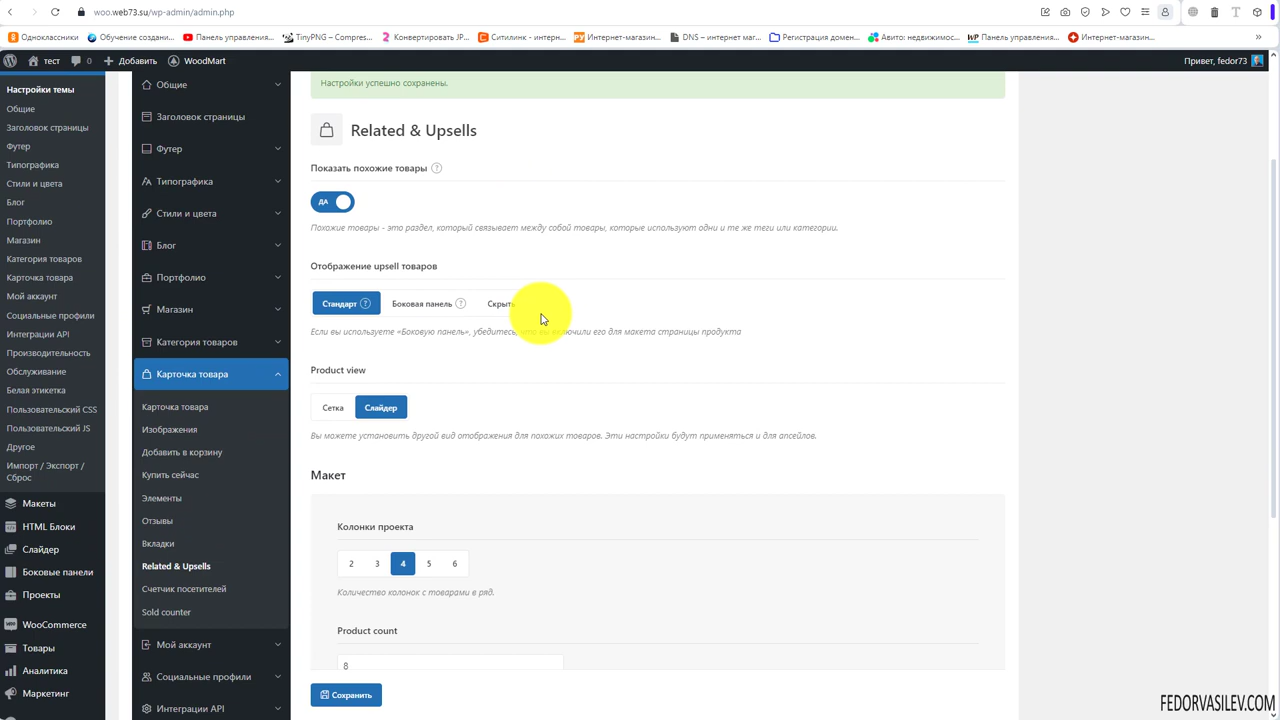 woo.web73.su/wp-admin/admin.php
Одноклассники
Обучение создани...
Панель управления...
TinyPNG – Compres...
Конвертировать JP...
Ситилинк - интерн...
Интернет-магазин...
DNS – интернет маг...
Регистрация домен...
Авито: недвижимос...
Панель управления...
Интернет-магазин...
тест
0
Добавить
WoodMart
Привет, fedor73
Настройки темы
Общие
Заголовок страницы
Футер
Типографика
Стили и цвета
Блог
Портфолио
Магазин
Категория товаров
Карточка товара
Мой аккаунт
Социальные профили
Интеграции API
Производительность
Обслуживание
Белая этикетка
Пользовательский CSS
Пользовательский JS
Другое
Импорт / Экспорт /
Сброс
Макеты
HTML Блоки
Слайдер
Боковые панели
Проекты
WooCommerce
Товары
Аналитика
Маркетинг
Общие
Заголовок страницы
Футер
Типографика
Стили и цвета
Блог
Портфолио
Магазин
Категория товаров
Карточка товара
Карточка товара
Изображения
Добавить в корзину
Купить сейчас
Элементы
Отзывы
Вкладки
Related & Upsells
Счетчик посетителей
Sold counter
Мой аккаунт
Социальные профили
Интеграции API
Настройки успешно сохранены.
Related & Upsells
Показать похожие товары ?
ДА
Похожие товары - это раздел, который связывает между собой товары, которые используют одни и те же теги или категории.
Отображение upsell товаров
Стандарт ? Боковая панель ? Скрыть
Если вы используете «Боковую панель», убедитесь, что вы включили его для макета страницы продукта
Product view
Сетка Слайдер
Вы можете установить другой вид отображения для похожих товаров. Эти настройки будут применяться и для апсейлов.
Макет
Колонки проекта
2 3 4 5 6
Количество колонок с товарами в ряд.
Product count
8
Сохранить
FEDORVASILEV.COM